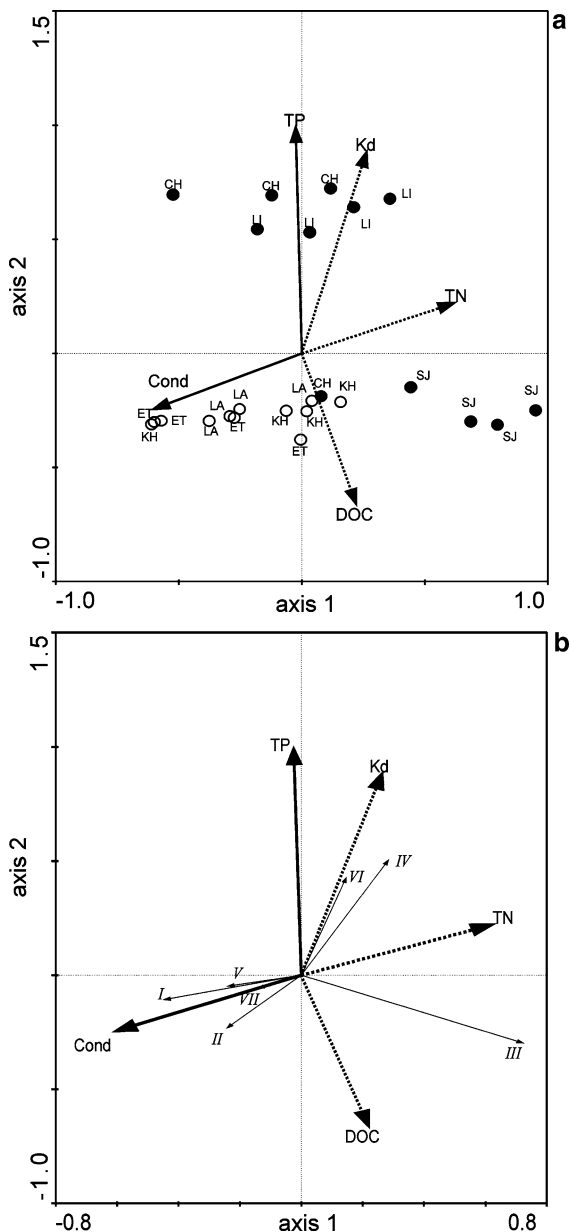 a
1.5
TP
Kd
CH
CH
CH
LI
LI
LI
LI
axis 2
TN
Cond
LA
CH
KH
SJ
SJ
SJ
SJ
ET
ET
KH
LA
LA
ET
KH
KH
ET
DOC
-1.0
-1.0
axis 1
1.0
b
1.5
TP
Kd
VI
IV
axis 2
TN
V
I
VII
II
Cond
III
DOC
-1.0
-0.8
axis 1
0.8